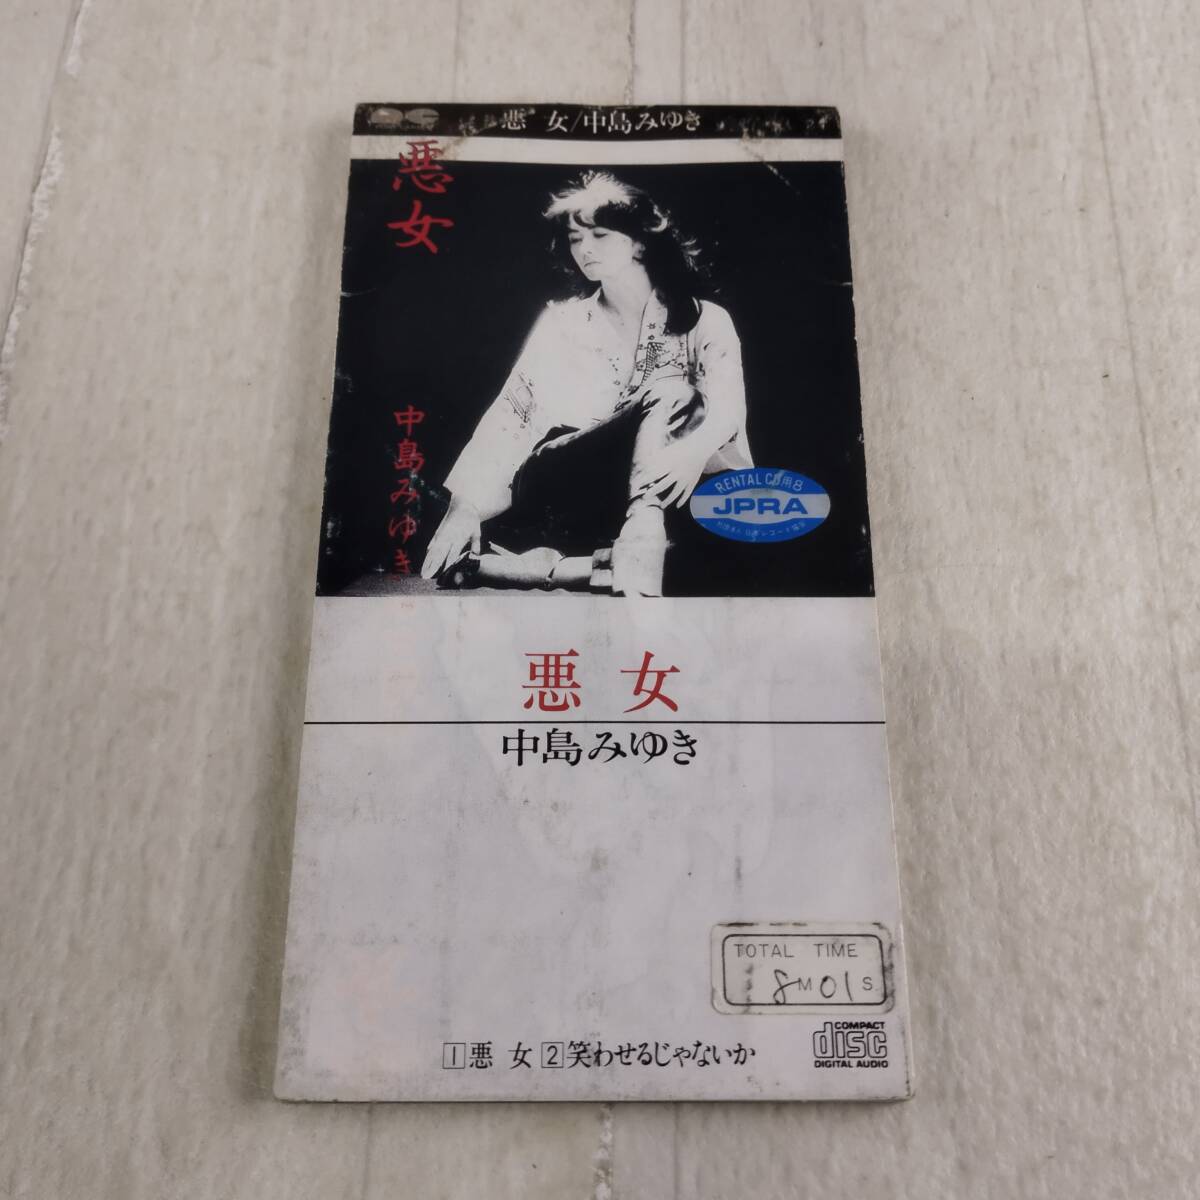 悪 女/中島みゆき
悪女
中島みゆき
RENTAL CD用8
JPRA
悪 女
中島みゆき
TOTAL TIME
8M 01S.
1 悪 女 2 笑わせるじゃないか
COMPACT
disc
DIGITAL AUDIO